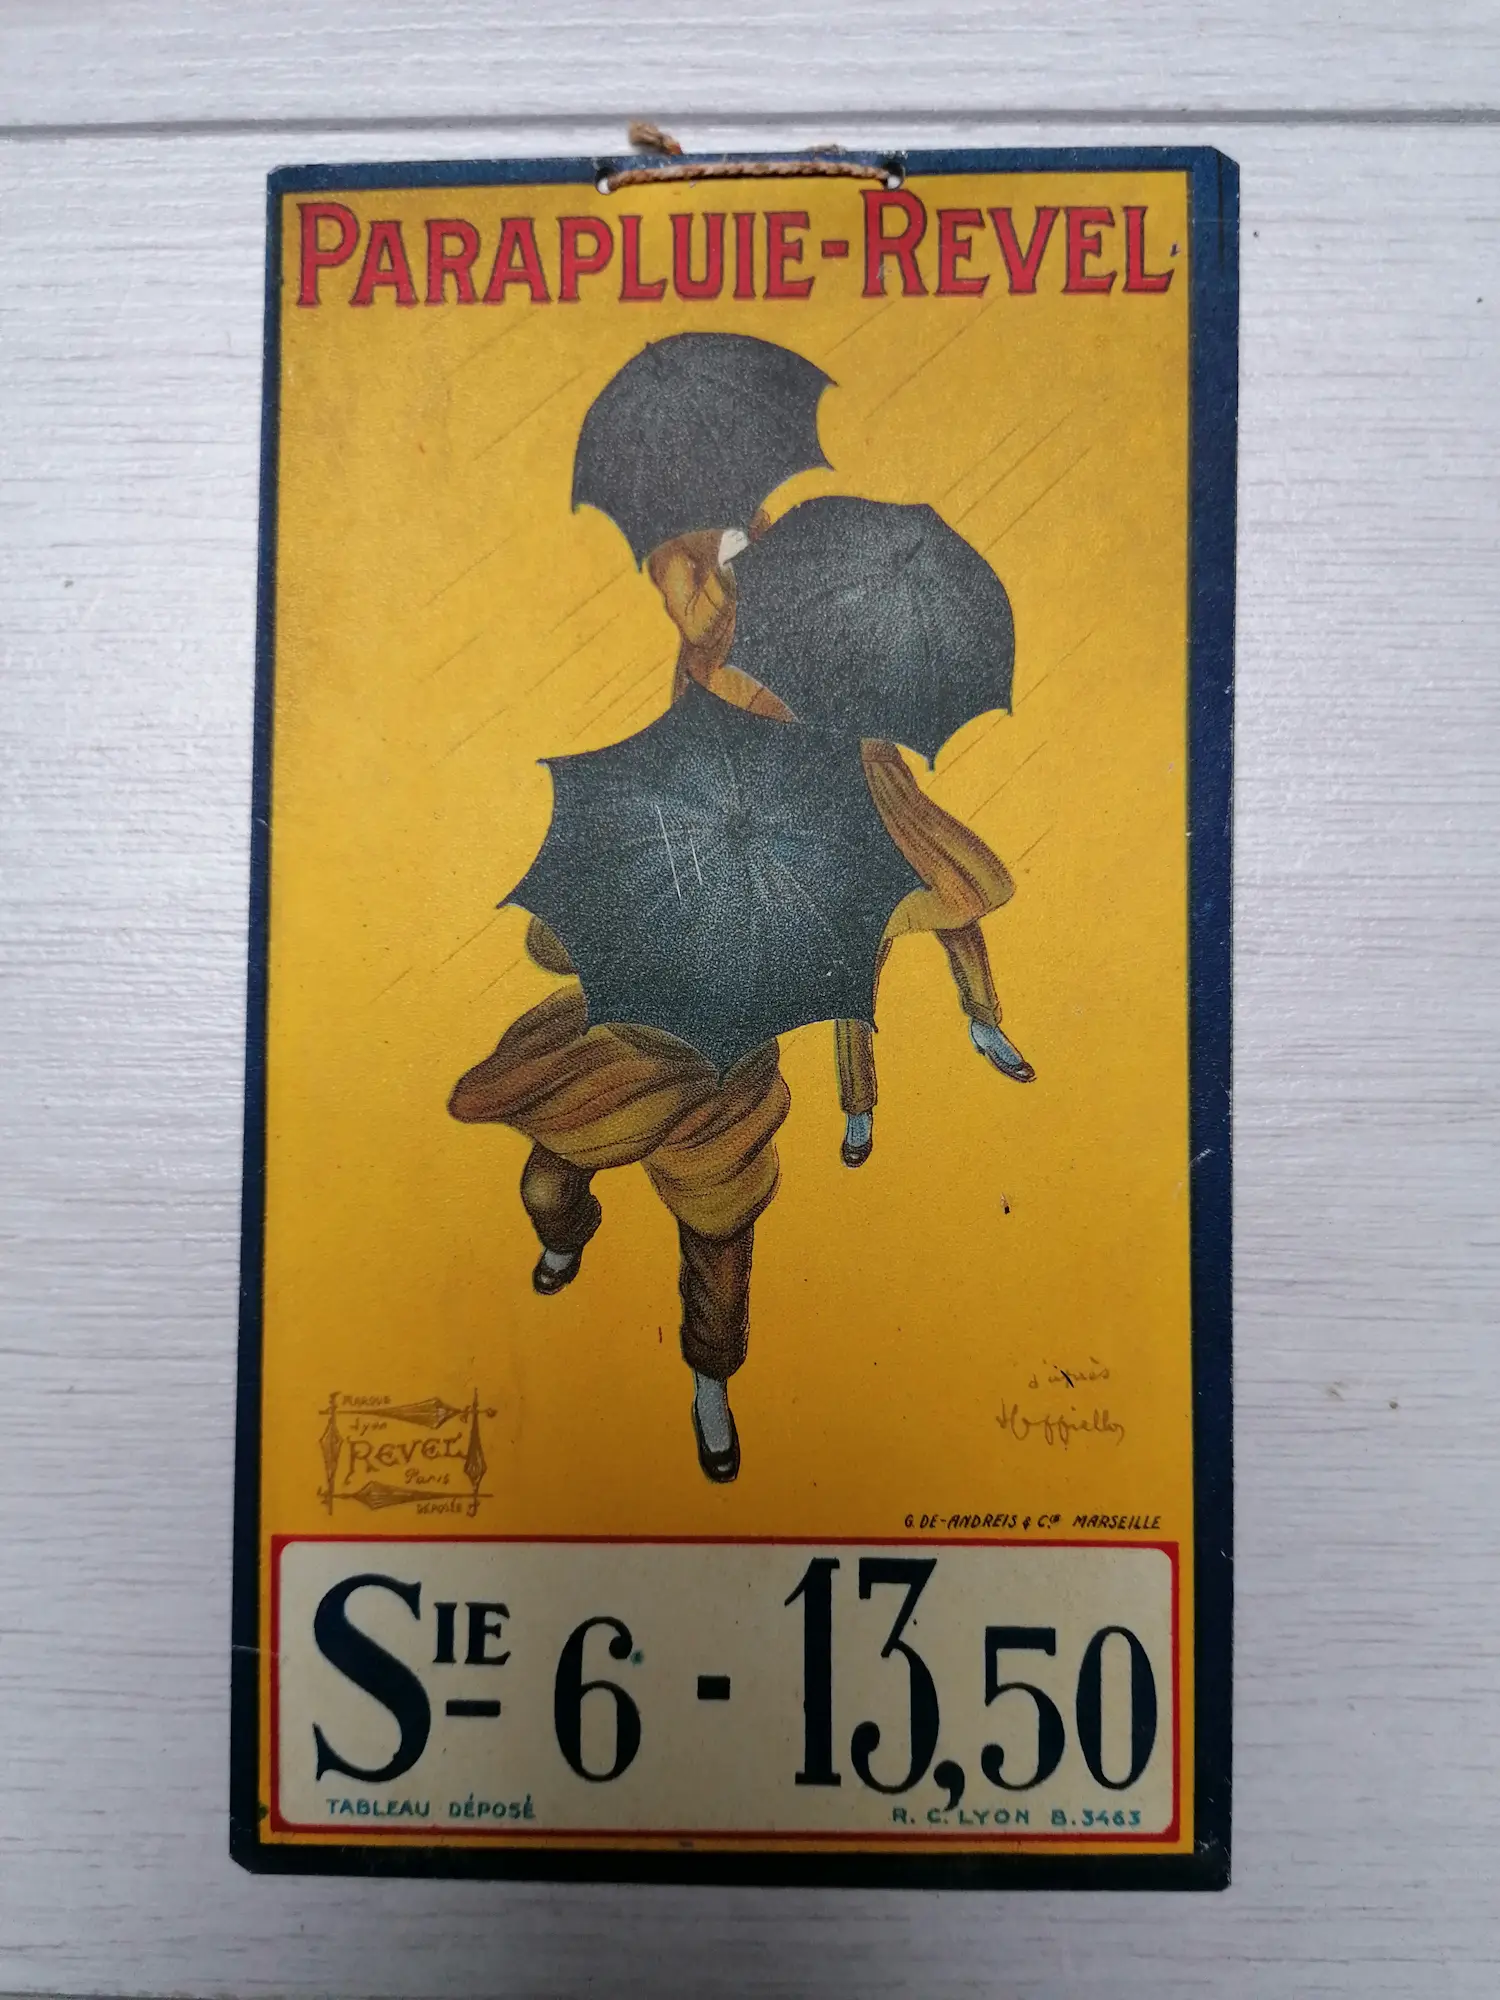 PARAPLUIE-REVEL
MARQUE
Lyon
REVEL
Paris
DÉPOSÉE
d'après
Cappiello
G. DE-ANDREIS & Cie MARSEILLE
SIE 6 - 13,50
TABLEAU DÉPOSÉ
R. C. LYON B.3463